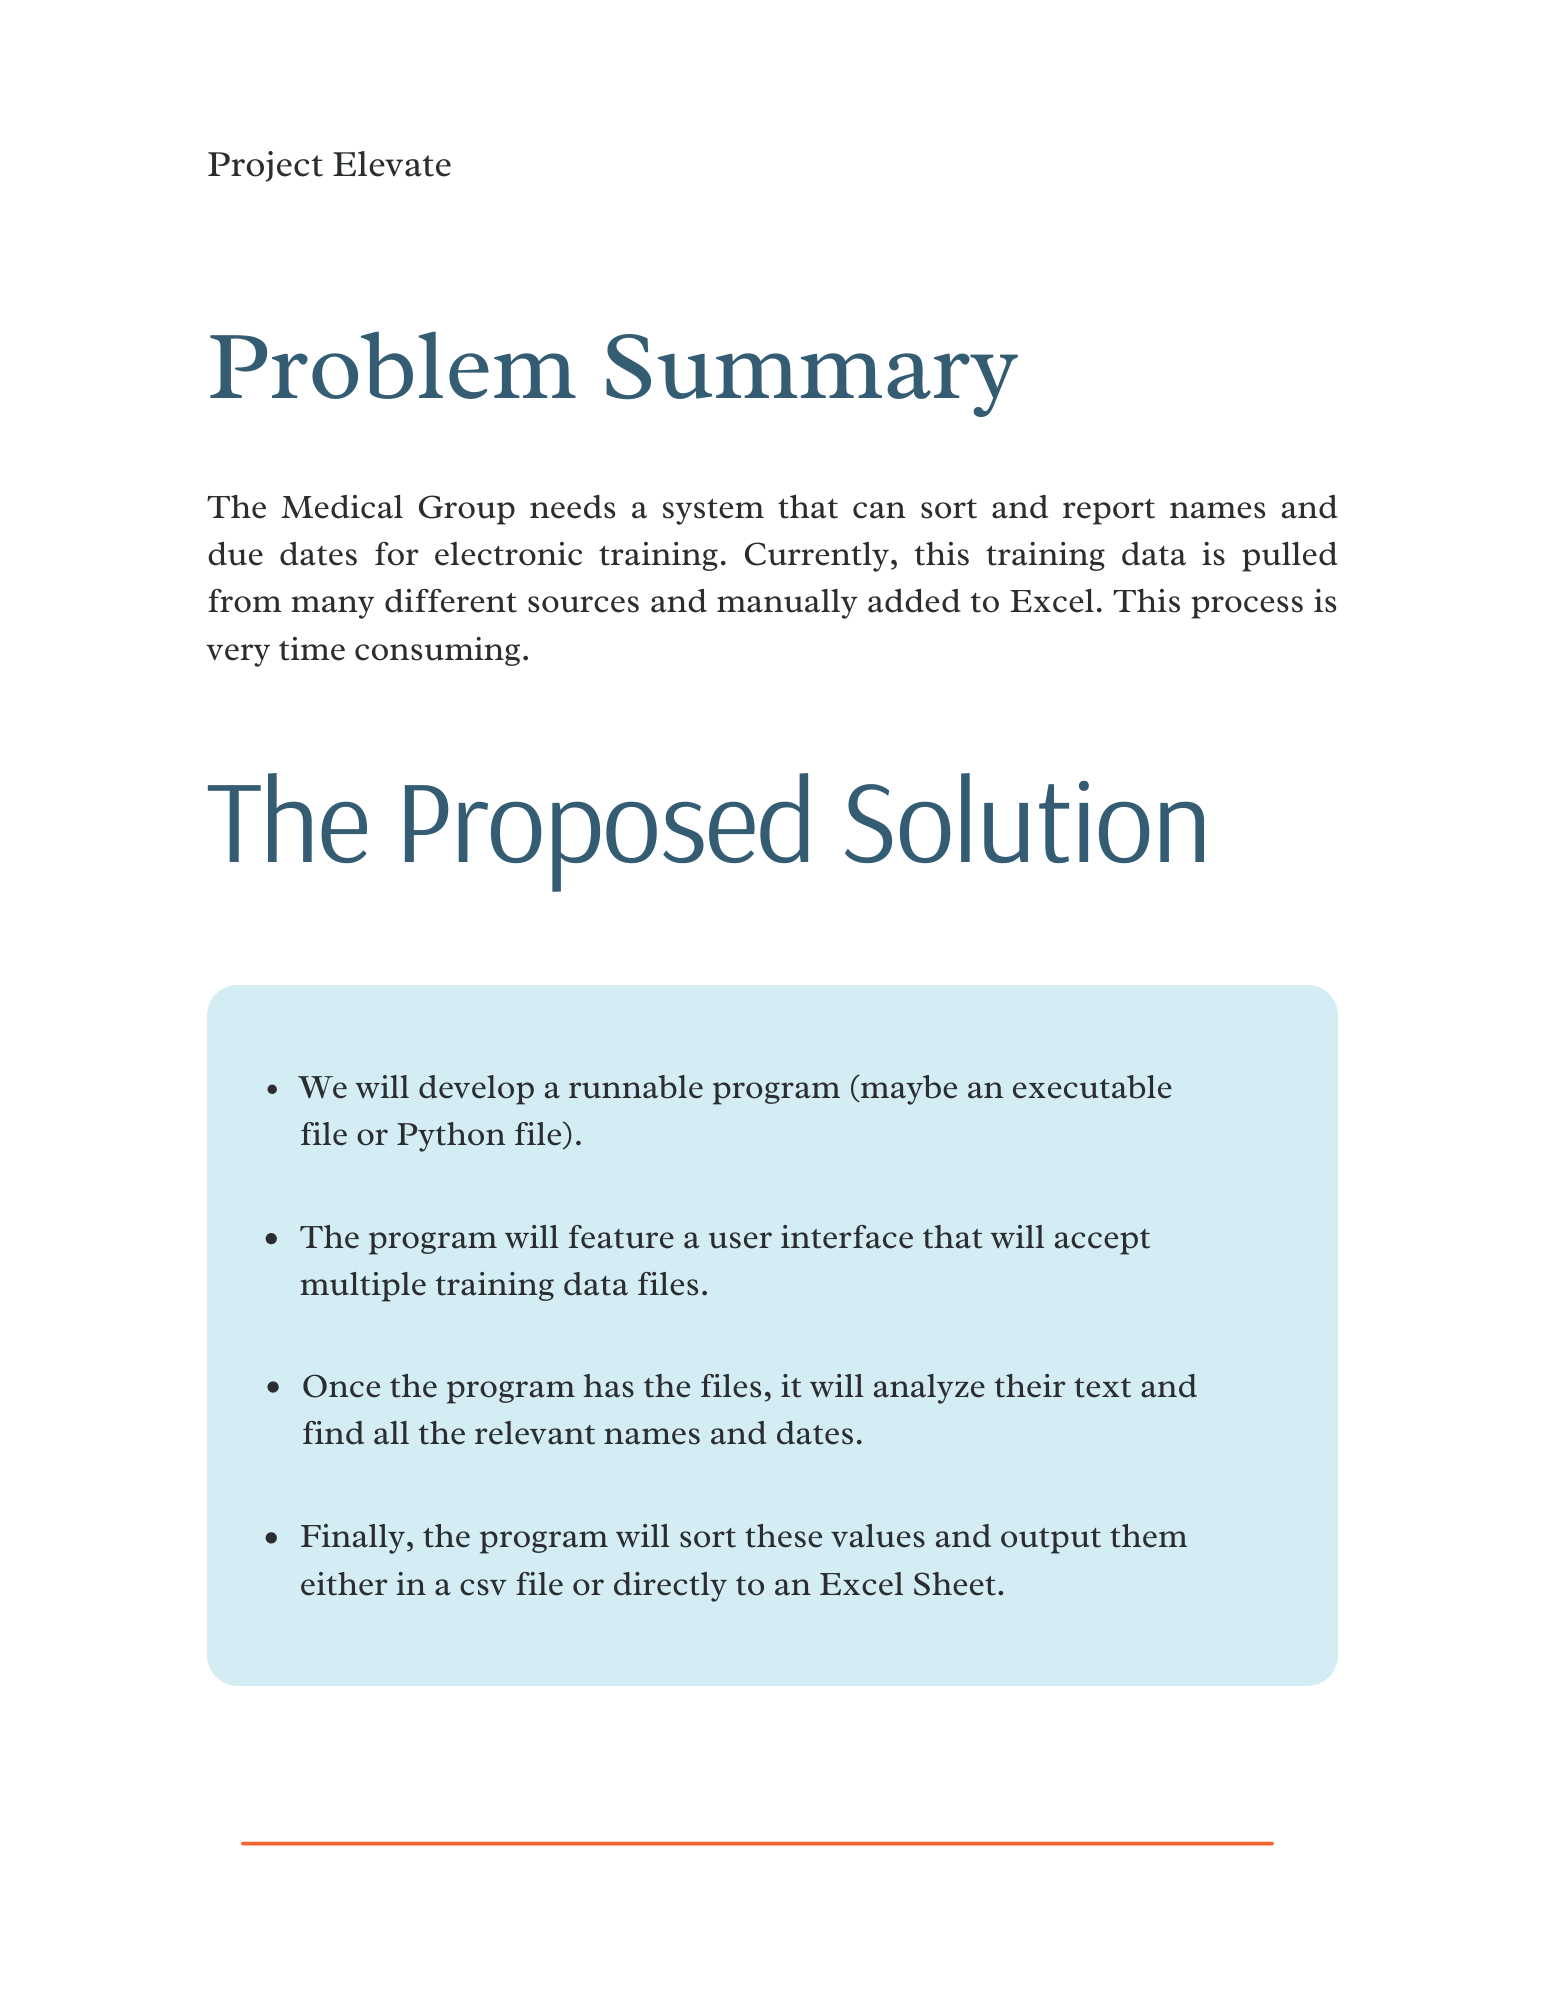 Project Elevate
Problem Summary
The Medical Group needs a system that can sort and report names and
due dates for electronic training. Currently, this training data is pulled
from many different sources and manually added to Excel. This process is
very time consuming.
The Proposed Solution
• We will develop a runnable program (maybe an executable
file or Python file).
• The program will feature a user interface that will accept
multiple training data files.
• Once the program has the files, it will analyze their text and
find all the relevant names and dates.
• Finally, the program will sort these values and output them
either in a csv file or directly to an Excel Sheet.